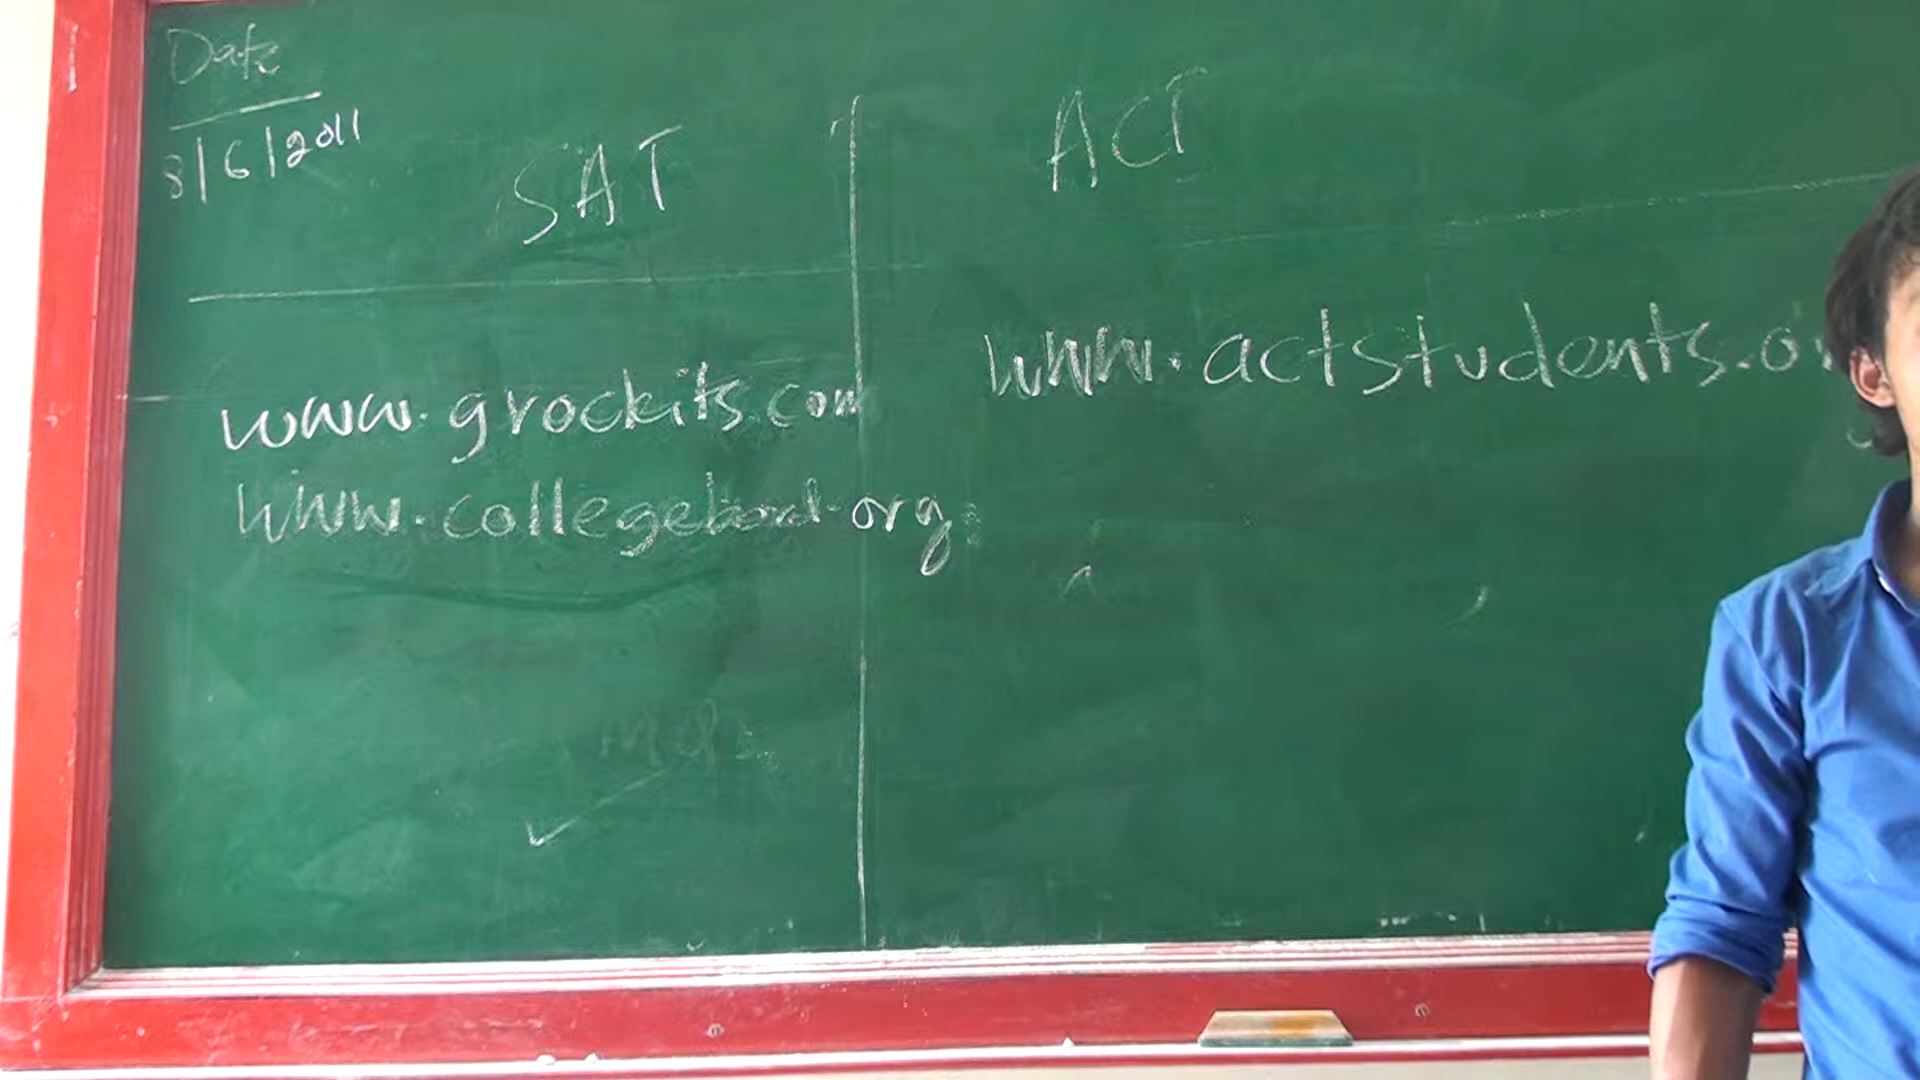 Date
8/6/2011
SAT
ACT
www.grockits.com
www.collegeboard.org
www.actstudents.